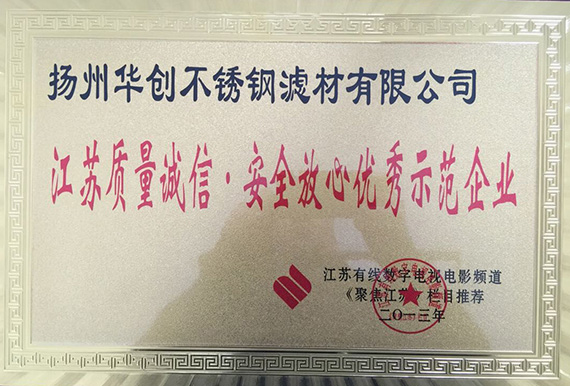 扬州华创不锈钢滤材有限公司
江苏质量诚信·安全放心优秀示范企业
江苏有线数字电视电影频道
《聚焦江苏》栏目推荐
二〇一三年